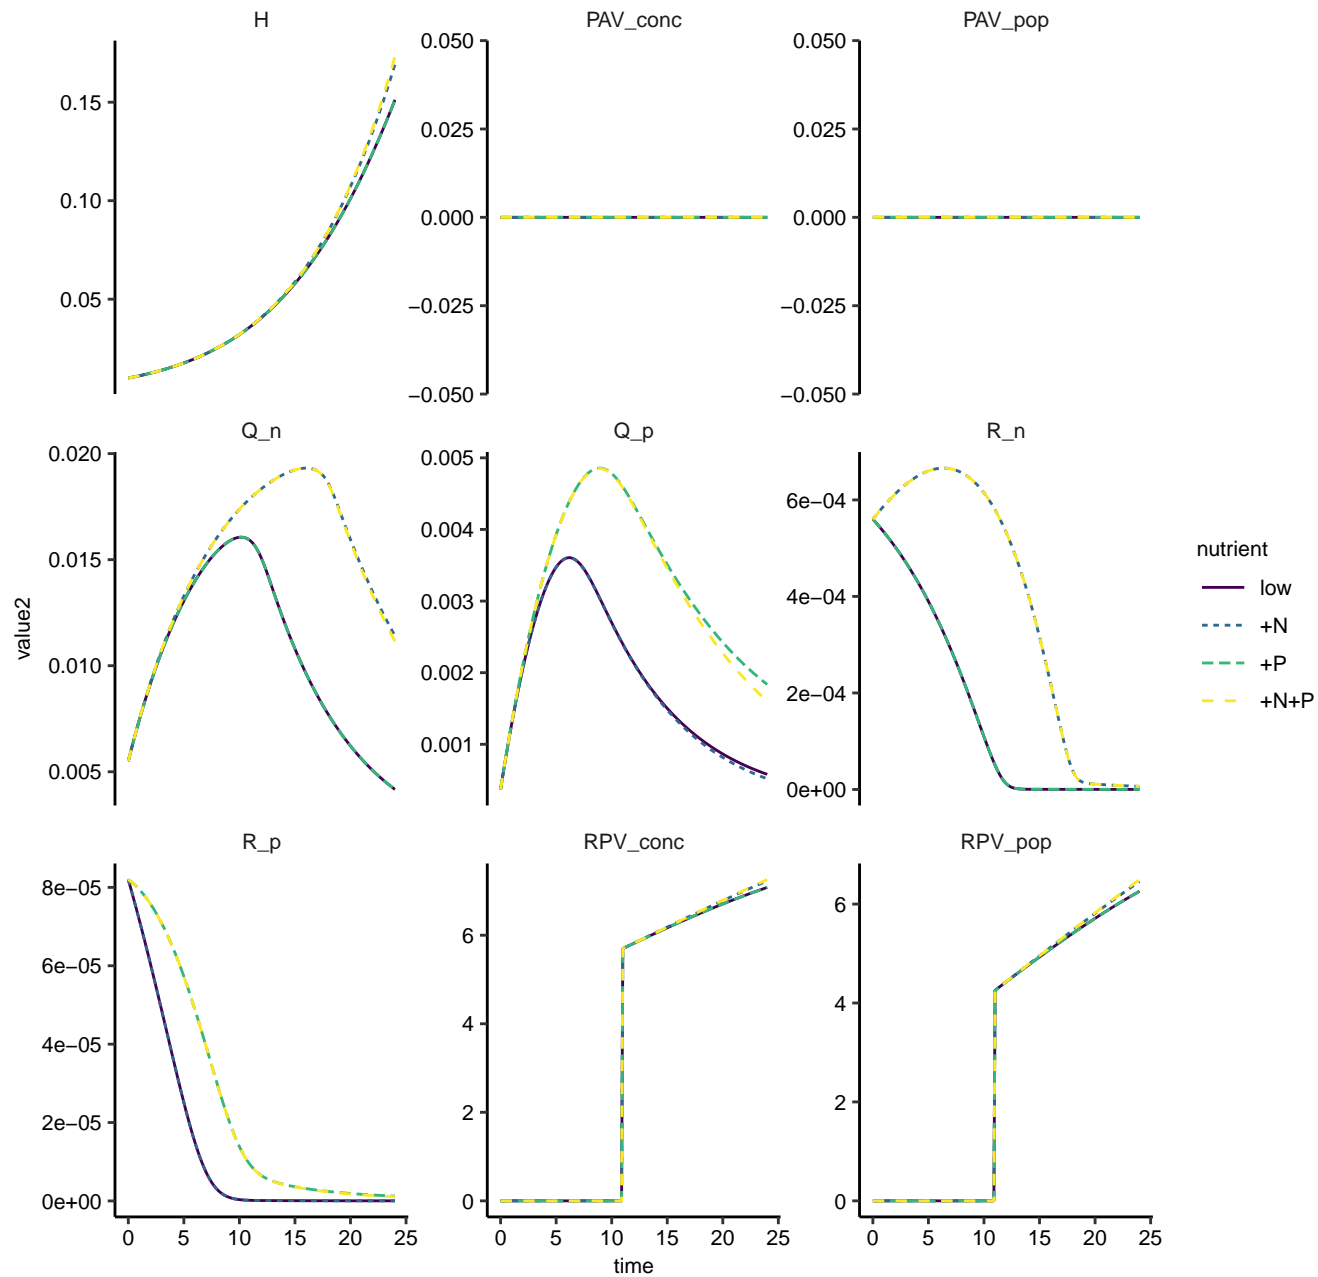 H
PAV_conc
PAV_pop
0.15
0.10
0.05
0.050
0.025
0.000
−0.025
−0.050
0.050
0.025
0.000
−0.025
−0.050
Q_n
Q_p
R_n
0.020
0.015
0.010
0.005
0.005
0.004
0.003
0.002
0.001
6e−04
4e−04
2e−04
0e+00
R_p
RPV_conc
RPV_pop
8e−05
6e−05
4e−05
2e−05
0e+00
6
4
2
0
6
4
2
0
0 5 10 15 20 25
0 5 10 15 20 25
0 5 10 15 20 25
time
value2
nutrient
low
+N
+P
+N+P